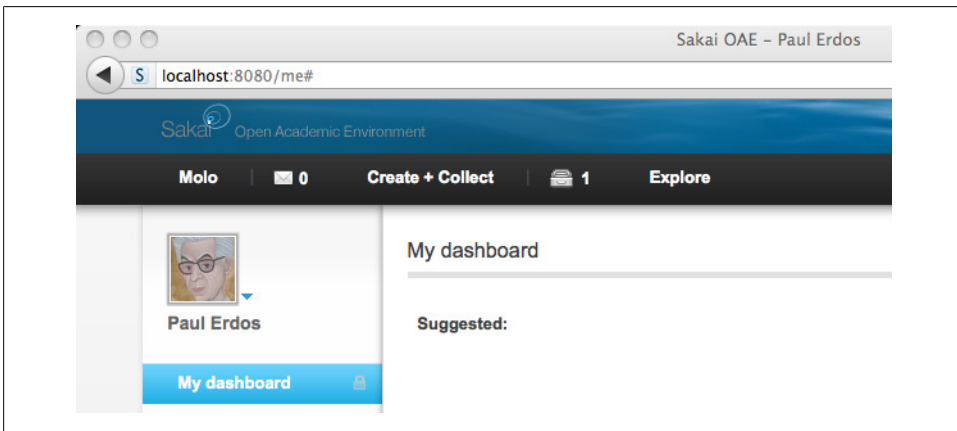 Sakai OAE – Paul Erdos
S localhost:8080/me#
Sakai Open Academic Environment
Molo 0 Create + Collect 1 Explore
My dashboard
Paul Erdos
Suggested:
My dashboard